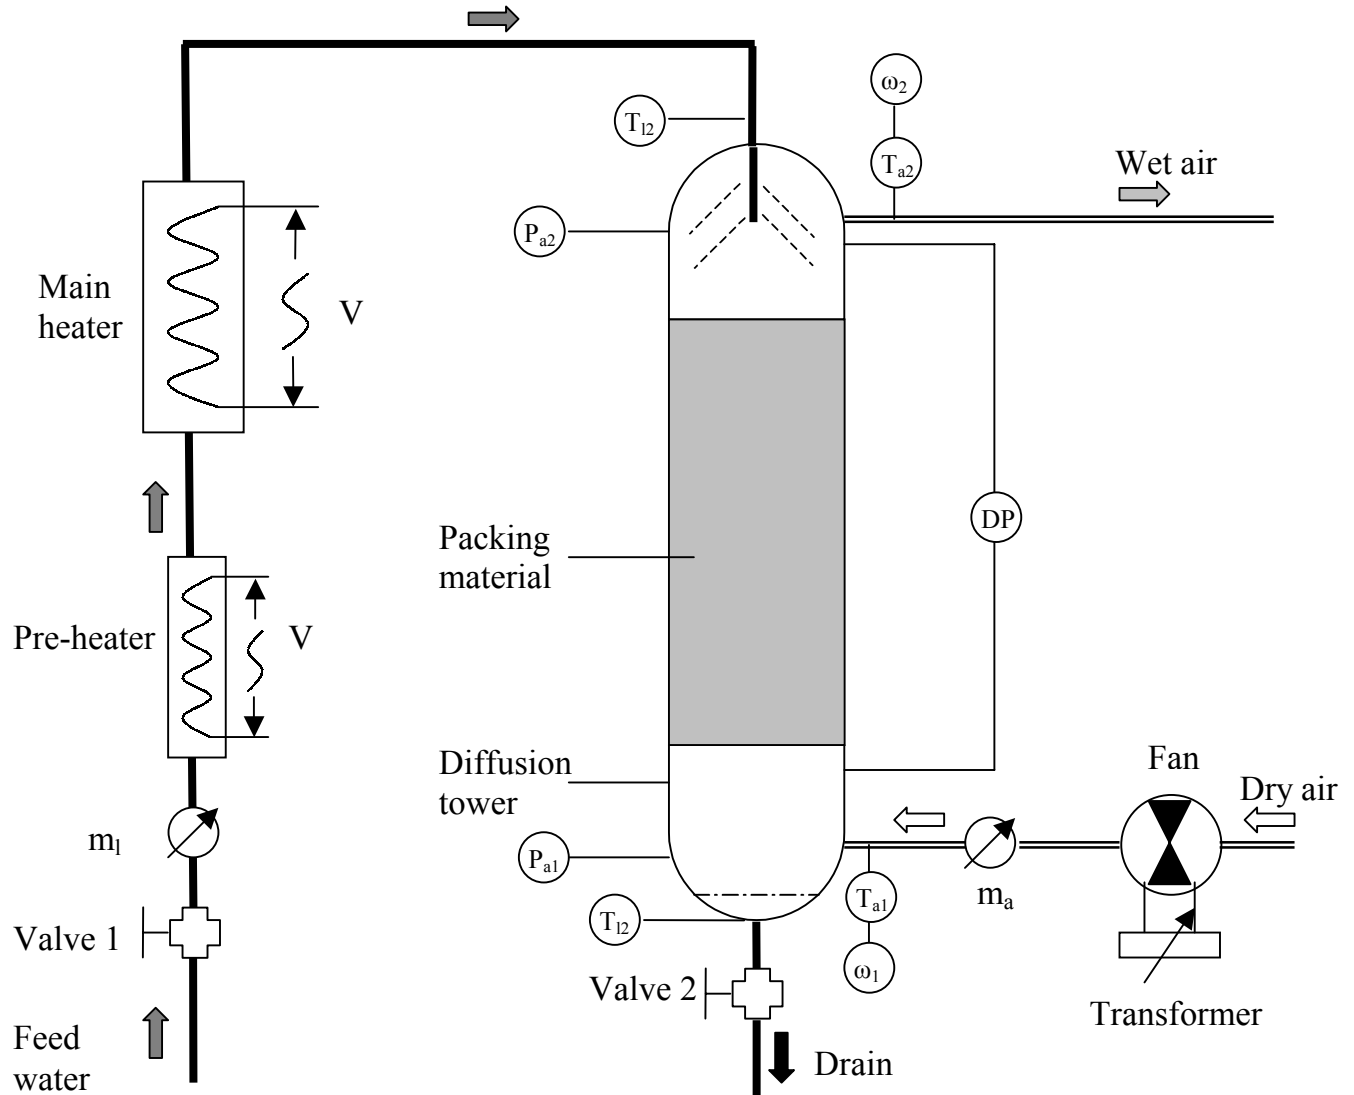 ω2
Tl2
Ta2
Wet air
Pa2
Main
heater
V
DP
Packing
material
Pre-heater
V
Diffusion
tower
Fan
Dry air
ml
Pa1
Ta1
ma
Tl2
Valve 1
ω1
Valve 2
Transformer
Feed
water
Drain